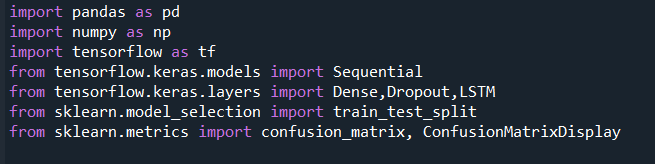 import pandas as pd
import numpy as np
import tensorflow as tf
from tensorflow.keras.models import Sequential
from tensorflow.keras.layers import Dense,Dropout,LSTM
from sklearn.model_selection import train_test_split
from sklearn.metrics import confusion_matrix, ConfusionMatrixDisplay